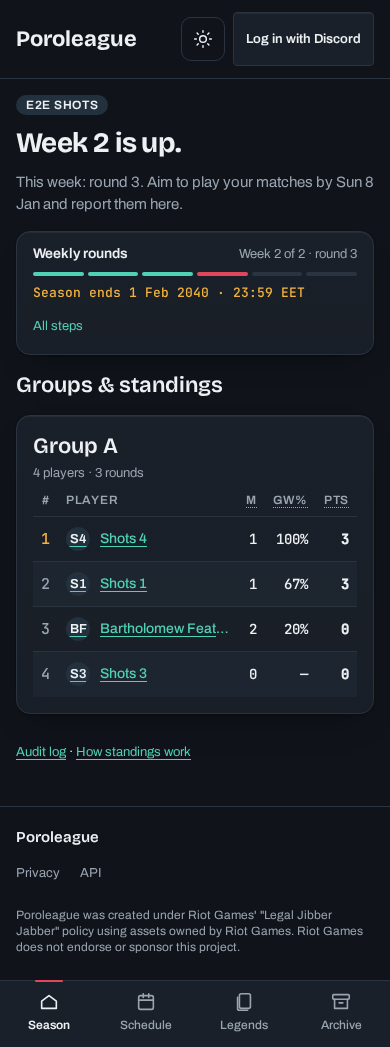 Poroleague
Log in with Discord
E2E SHOTS
Week 2 is up.
This week: round 3. Aim to play your matches by Sun 8
Jan and report them here.
Weekly rounds
Week 2 of 2 · round 3
Season ends 1 Feb 2040 · 23:59 EET
All steps
Groups & standings
Group A
4 players · 3 rounds
# PLAYER M GW% PTS
1 S4 Shots 4 1 100% 3
2 S1 Shots 1 1 67% 3
3 BF Bartholomew Feat… 2 20% 0
4 S3 Shots 3 0 – 0
Audit log · How standings work
Poroleague
Privacy API
Poroleague was created under Riot Games' "Legal Jibber
Jabber" policy using assets owned by Riot Games. Riot Games
does not endorse or sponsor this project.
Season Schedule Legends Archive